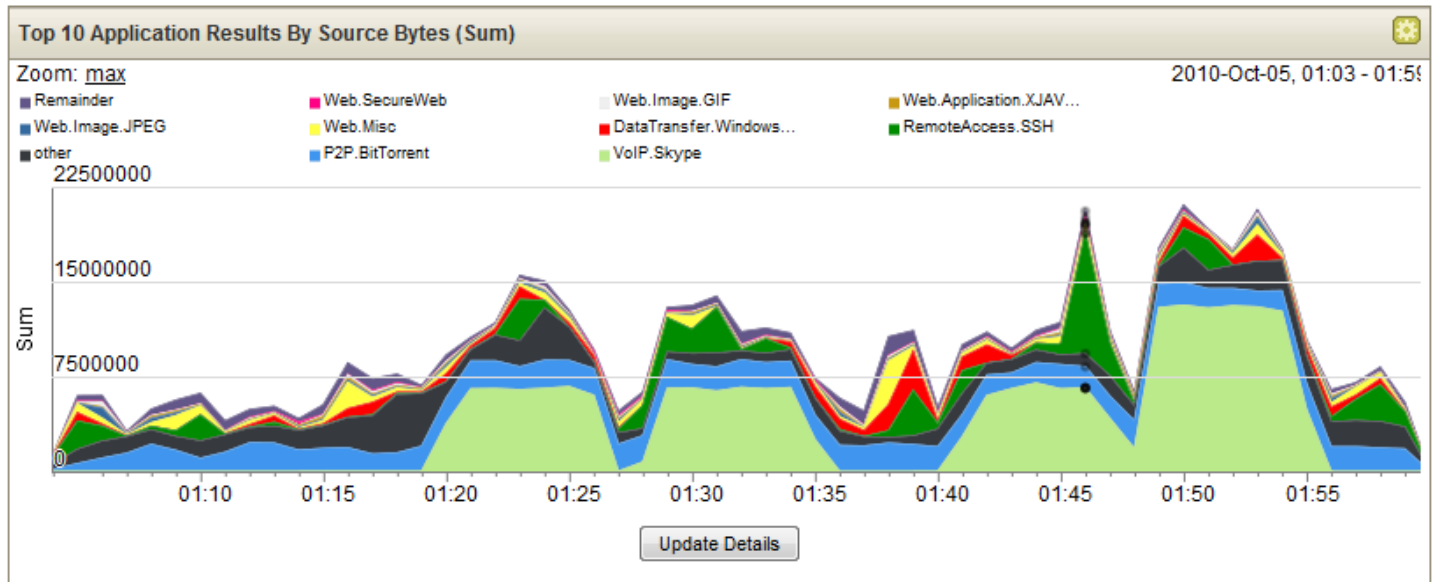 Top 10 Application Results By Source Bytes (Sum)
Zoom: max 2010-Oct-05, 01:03 - 01:59
Remainder Web.SecureWeb Web.Image.GIF Web.Application.XJAV...
Web.Image.JPEG Web.Misc DataTransfer.Windows... RemoteAccess.SSH
other P2P.BitTorrent VoIP.Skype
22500000
15000000
7500000
0
Sum
01:10 01:15 01:20 01:25 01:30 01:35 01:40 01:45 01:50 01:55
Update Details